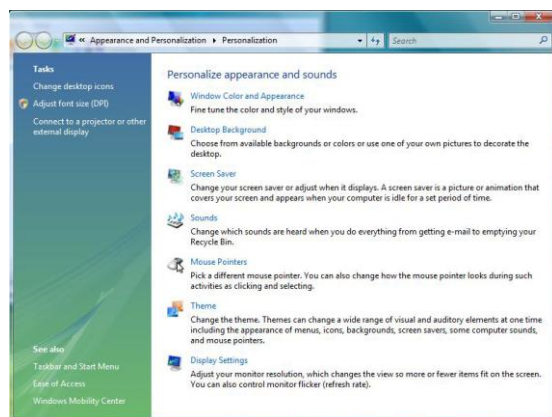 « Appearance and Personalization ▸ Personalization
Search
Tasks
Change desktop icons
Adjust font size (DPI)
Connect to a projector or other
external display
See also
Taskbar and Start Menu
Ease of Access
Windows Mobility Center
Personalize appearance and sounds
Window Color and Appearance
Fine tune the color and style of your windows.
Desktop Background
Choose from available backgrounds or colors or use one of your own pictures to decorate the
desktop.
Screen Saver
Change your screen saver or adjust when it displays. A screen saver is a picture or animation that
covers your screen and appears when your computer is idle for a set period of time.
Sounds
Change which sounds are heard when you do everything from getting e-mail to emptying your
Recycle Bin.
Mouse Pointers
Pick a different mouse pointer. You can also change how the mouse pointer looks during such
activities as clicking and selecting.
Theme
Change the theme. Themes can change a wide range of visual and auditory elements at one time
including the appearance of menus, icons, backgrounds, screen savers, some computer sounds,
and mouse pointers.
Display Settings
Adjust your monitor resolution, which changes the view so more or fewer items fit on the screen.
You can also control monitor flicker (refresh rate).